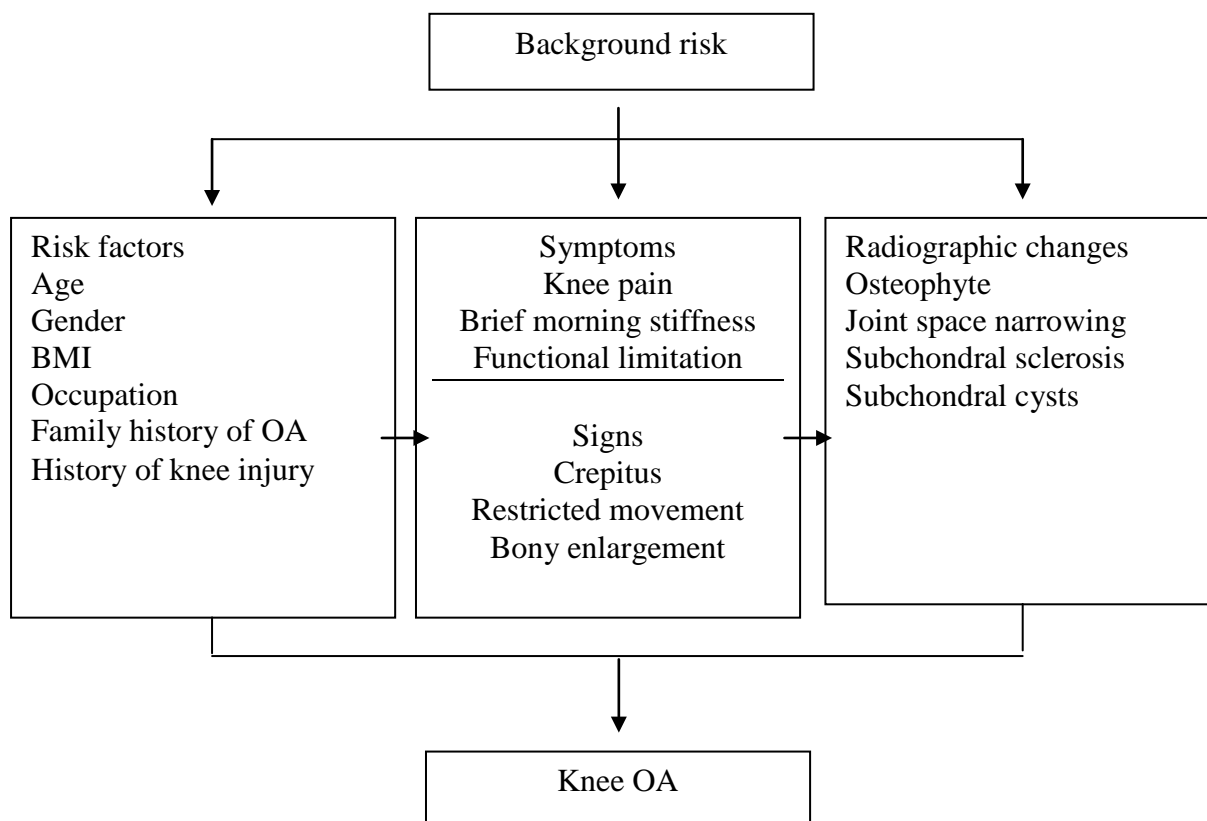 Background risk
Risk factors
Age
Gender
BMI
Occupation
Family history of OA
History of knee injury
Symptoms
Knee pain
Brief morning stiffness
Functional limitation
Signs
Crepitus
Restricted movement
Bony enlargement
Radiographic changes
Osteophyte
Joint space narrowing
Subchondral sclerosis
Subchondral cysts
Knee OA